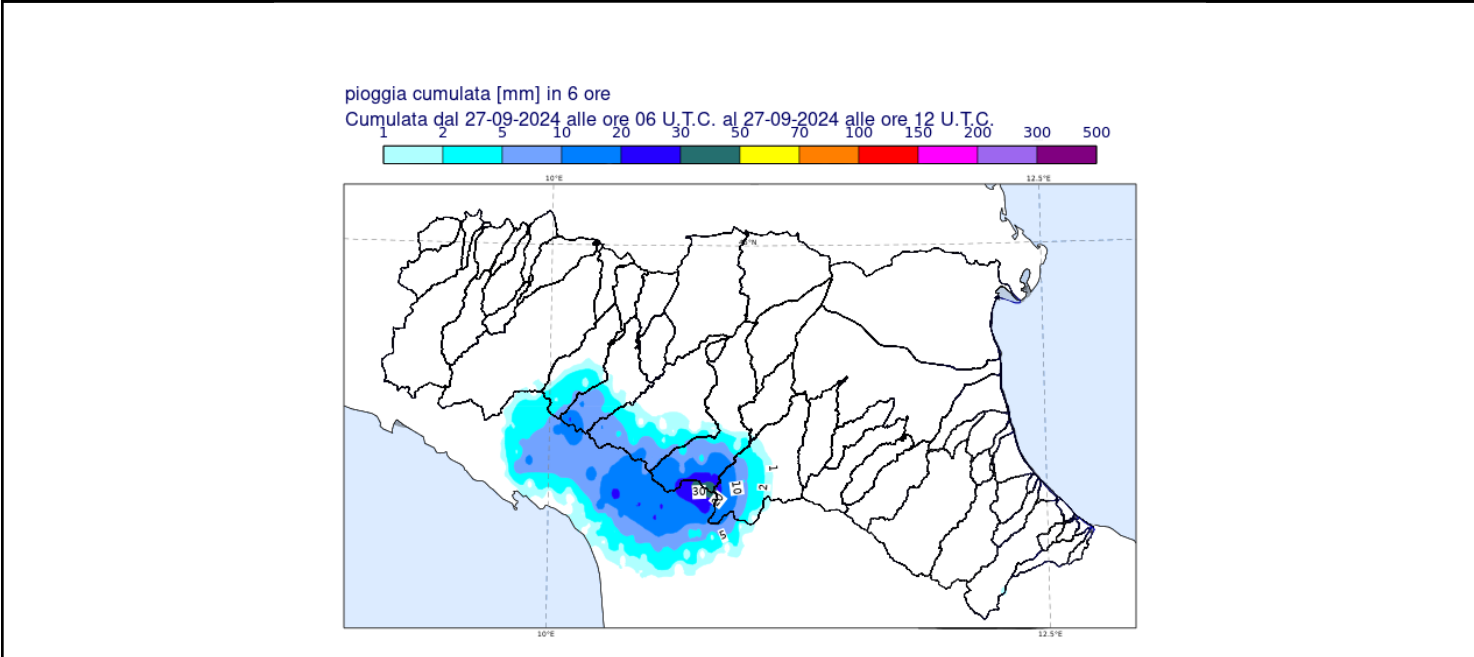 pioggia cumulata [mm] in 6 ore
Cumulata dal 27-09-2024 alle ore 06 U.T.C. al 27-09-2024 alle ore 12 U.T.C.
1 2 5 10 20 30 50 70 100 150 200 300 500
10°E 12.5°E
1
30 10 2
5
10°E 12.5°E